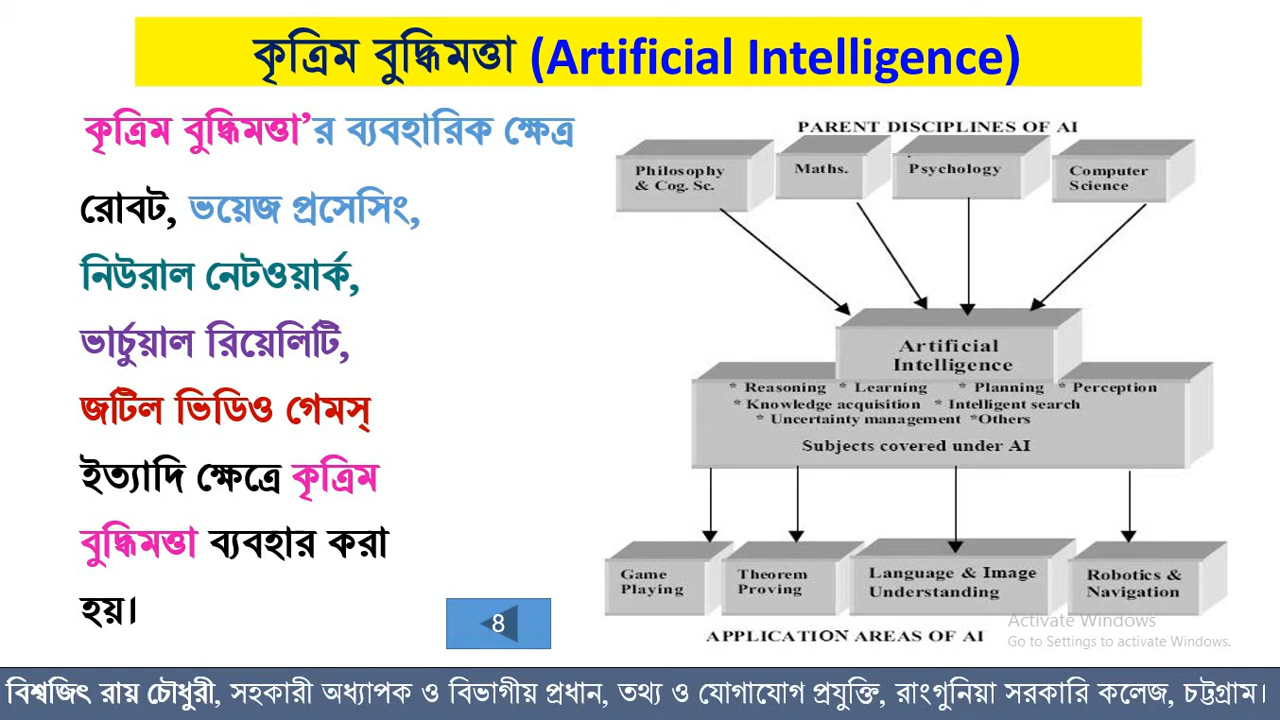 কৃত্রিম বুদ্ধিমত্তা (Artificial Intelligence)
কৃত্রিম বুদ্ধিমত্তা’র ব্যবহারিক ক্ষেত্র
রোবট, ভয়েজ প্রসেসিং,
নিউরাল নেটওয়ার্ক,
ভার্চুয়াল রিয়েলিটি,
জটিল ভিডিও গেমস্
ইত্যাদি ক্ষেত্রে কৃত্রিম
বুদ্ধিমত্তা ব্যবহার করা
হয়।
8
PARENT DISCIPLINES OF AI
Philosophy
& Cog. Sc.
Maths.
Psychology
Computer
Science
Artificial
Intelligence
* Reasoning * Learning * Planning * Perception
* Knowledge acquisition * Intelligent search
* Uncertainty management *Others
Subjects covered under AI
Game
Playing
Theorem
Proving
Language & Image
Understanding
Robotics &
Navigation
APPLICATION AREAS OF AI
Activate Windows
Go to Settings to activate Windows.
বিশ্বজিৎ রায় চৌধুরী, সহকারী অধ্যাপক ও বিভাগীয় প্রধান, তথ্য ও যোগাযোগ প্রযুক্তি, রাংগুনিয়া সরকারি কলেজ, চট্টগ্রাম।